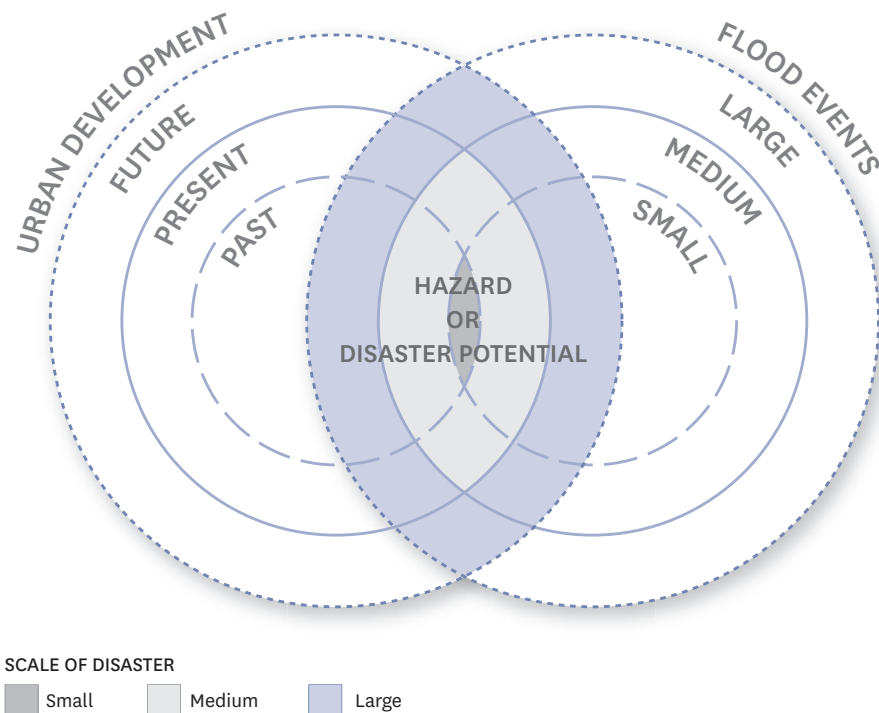 URBAN DEVELOPMENT
FUTURE
PRESENT
PAST
FLOOD EVENTS
LARGE
MEDIUM
SMALL
HAZARD
OR
DISASTER POTENTIAL
SCALE OF DISASTER
Small
Medium
Large